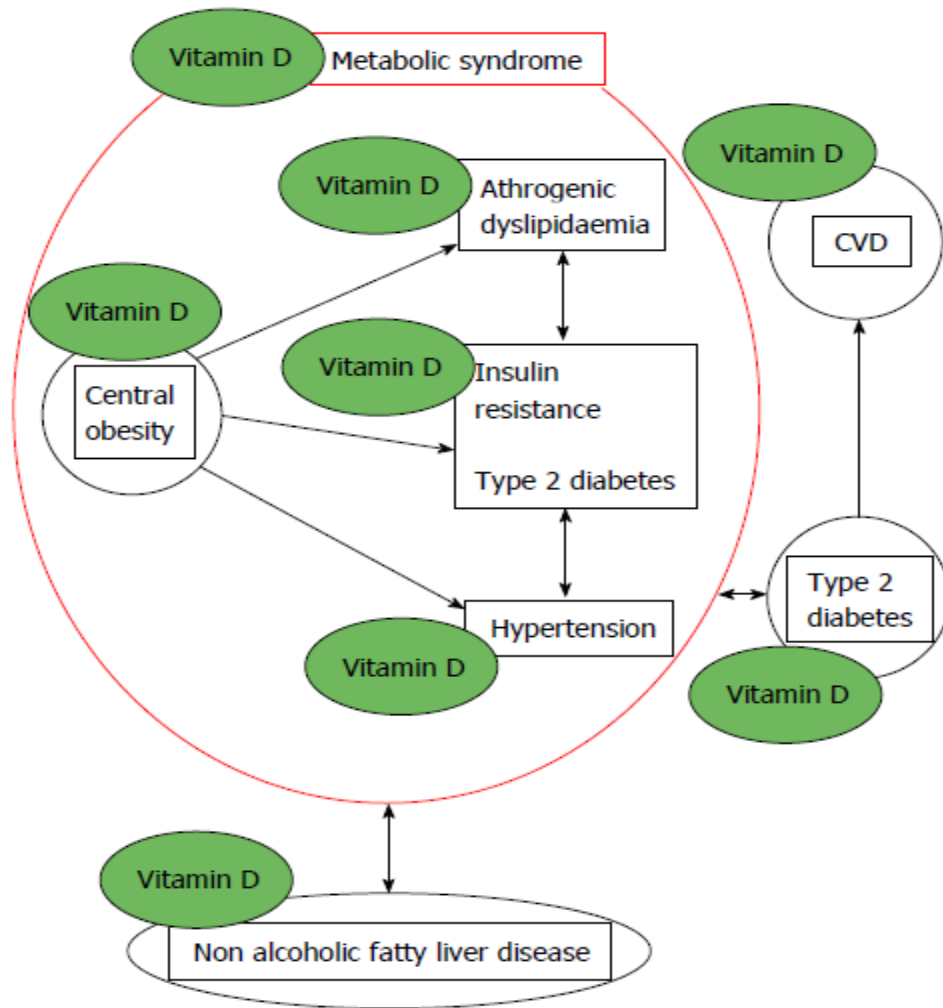 Vitamin D
Metabolic syndrome
Vitamin D
Athrogenic
dyslipidaemia
Vitamin D
CVD
Vitamin D
Central
obesity
Vitamin D
Insulin
resistance
Type 2 diabetes
Hypertension
Vitamin D
Type 2
diabetes
Vitamin D
Vitamin D
Non alcoholic fatty liver disease